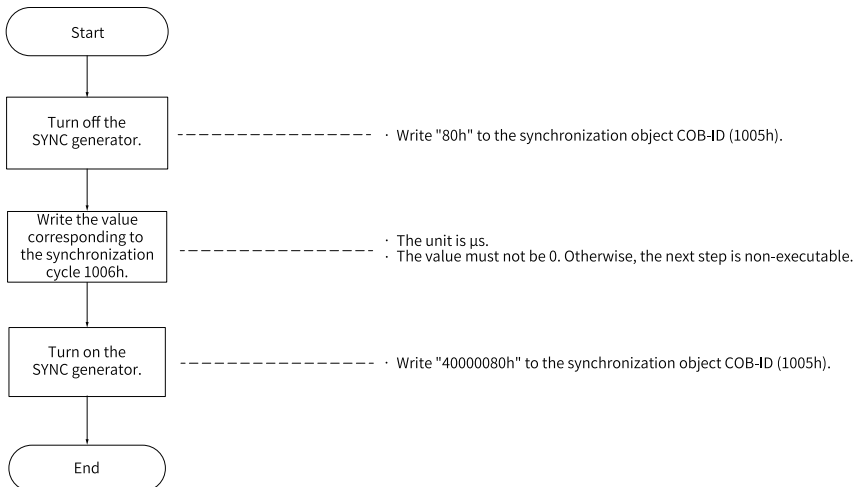 Start
Turn off the
SYNC generator.
· Write "80h" to the synchronization object COB-ID (1005h).
Write the value
corresponding to
the synchronization
cycle 1006h.
· The unit is μs.
· The value must not be 0. Otherwise, the next step is non-executable.
Turn on the
SYNC generator.
· Write "40000080h" to the synchronization object COB-ID (1005h).
End